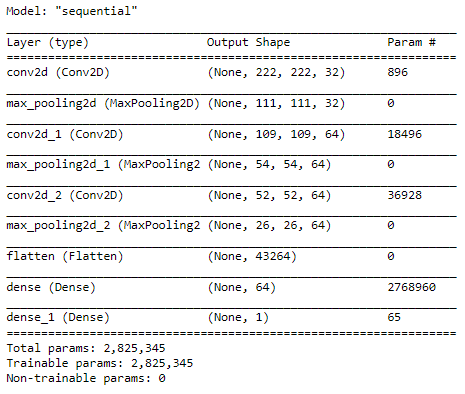 Model: "sequential"
Layer (type) Output Shape Param #
conv2d (Conv2D) (None, 222, 222, 32) 896
max_pooling2d (MaxPooling2D) (None, 111, 111, 32) 0
conv2d_1 (Conv2D) (None, 109, 109, 64) 18496
max_pooling2d_1 (MaxPooling2 (None, 54, 54, 64) 0
conv2d_2 (Conv2D) (None, 52, 52, 64) 36928
max_pooling2d_2 (MaxPooling2 (None, 26, 26, 64) 0
flatten (Flatten) (None, 43264) 0
dense (Dense) (None, 64) 2768960
dense_1 (Dense) (None, 1) 65
Total params: 2,825,345
Trainable params: 2,825,345
Non-trainable params: 0